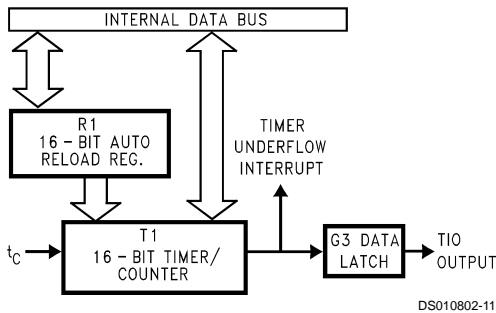 INTERNAL DATA BUS
R1
16-BIT AUTO
RELOAD REG.
TIMER
UNDERFLOW
INTERRUPT
tC
T1
16-BIT TIMER/
COUNTER
G3 DATA
LATCH
TIO
OUTPUT
DS010802-11